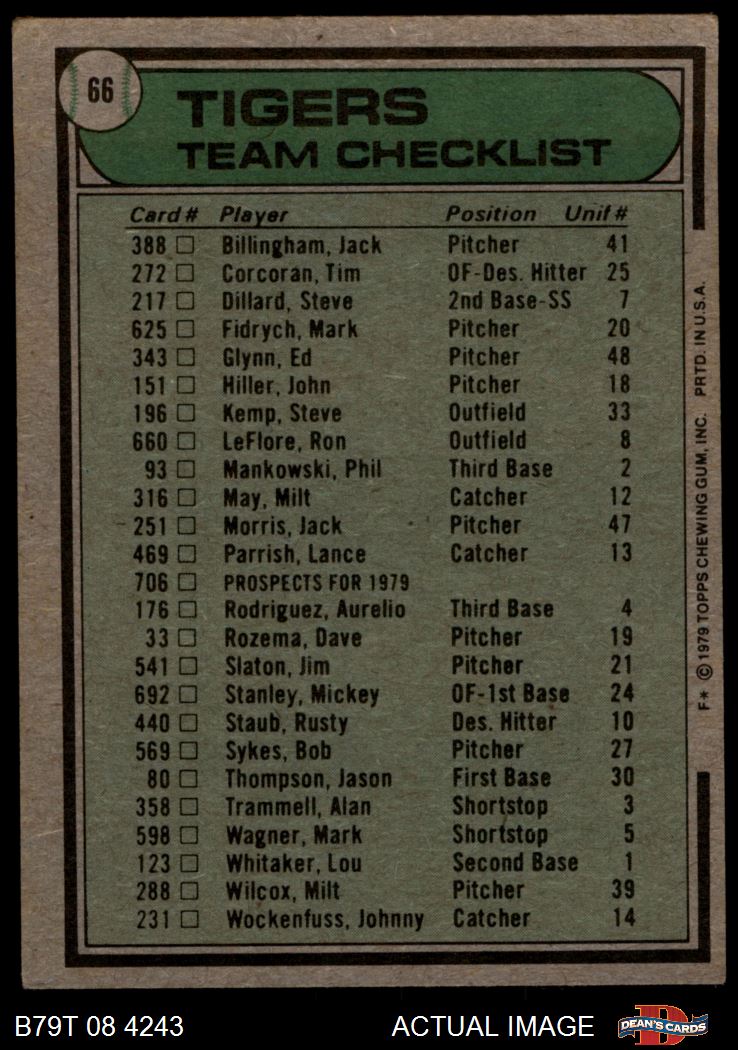 66
TIGERS
TEAM CHECKLIST
Card # Player Position Unif #
388 Billingham, Jack Pitcher 41
272 Corcoran, Tim OF-Des. Hitter 25
217 Dillard, Steve 2nd Base-SS 7
625 Fidrych, Mark Pitcher 20
343 Glynn, Ed Pitcher 48
151 Hiller, John Pitcher 18
196 Kemp, Steve Outfield 33
660 LeFlore, Ron Outfield 8
93 Mankowski, Phil Third Base 2
316 May, Milt Catcher 12
251 Morris, Jack Pitcher 47
469 Parrish, Lance Catcher 13
706 PROSPECTS FOR 1979
176 Rodriguez, Aurelio Third Base 4
33 Rozema, Dave Pitcher 19
541 Slaton, Jim Pitcher 21
692 Stanley, Mickey OF-1st Base 24
440 Staub, Rusty Des. Hitter 10
569 Sykes, Bob Pitcher 27
80 Thompson, Jason First Base 30
358 Trammell, Alan Shortstop 3
598 Wagner, Mark Shortstop 5
123 Whitaker, Lou Second Base 1
288 Wilcox, Milt Pitcher 39
231 Wockenfuss, Johnny Catcher 14
F* © 1979 TOPPS CHEWING GUM, INC. PRTD. IN U.S.A.
B79T 08 4243 ACTUAL IMAGE
D
DEAN'S CARDS